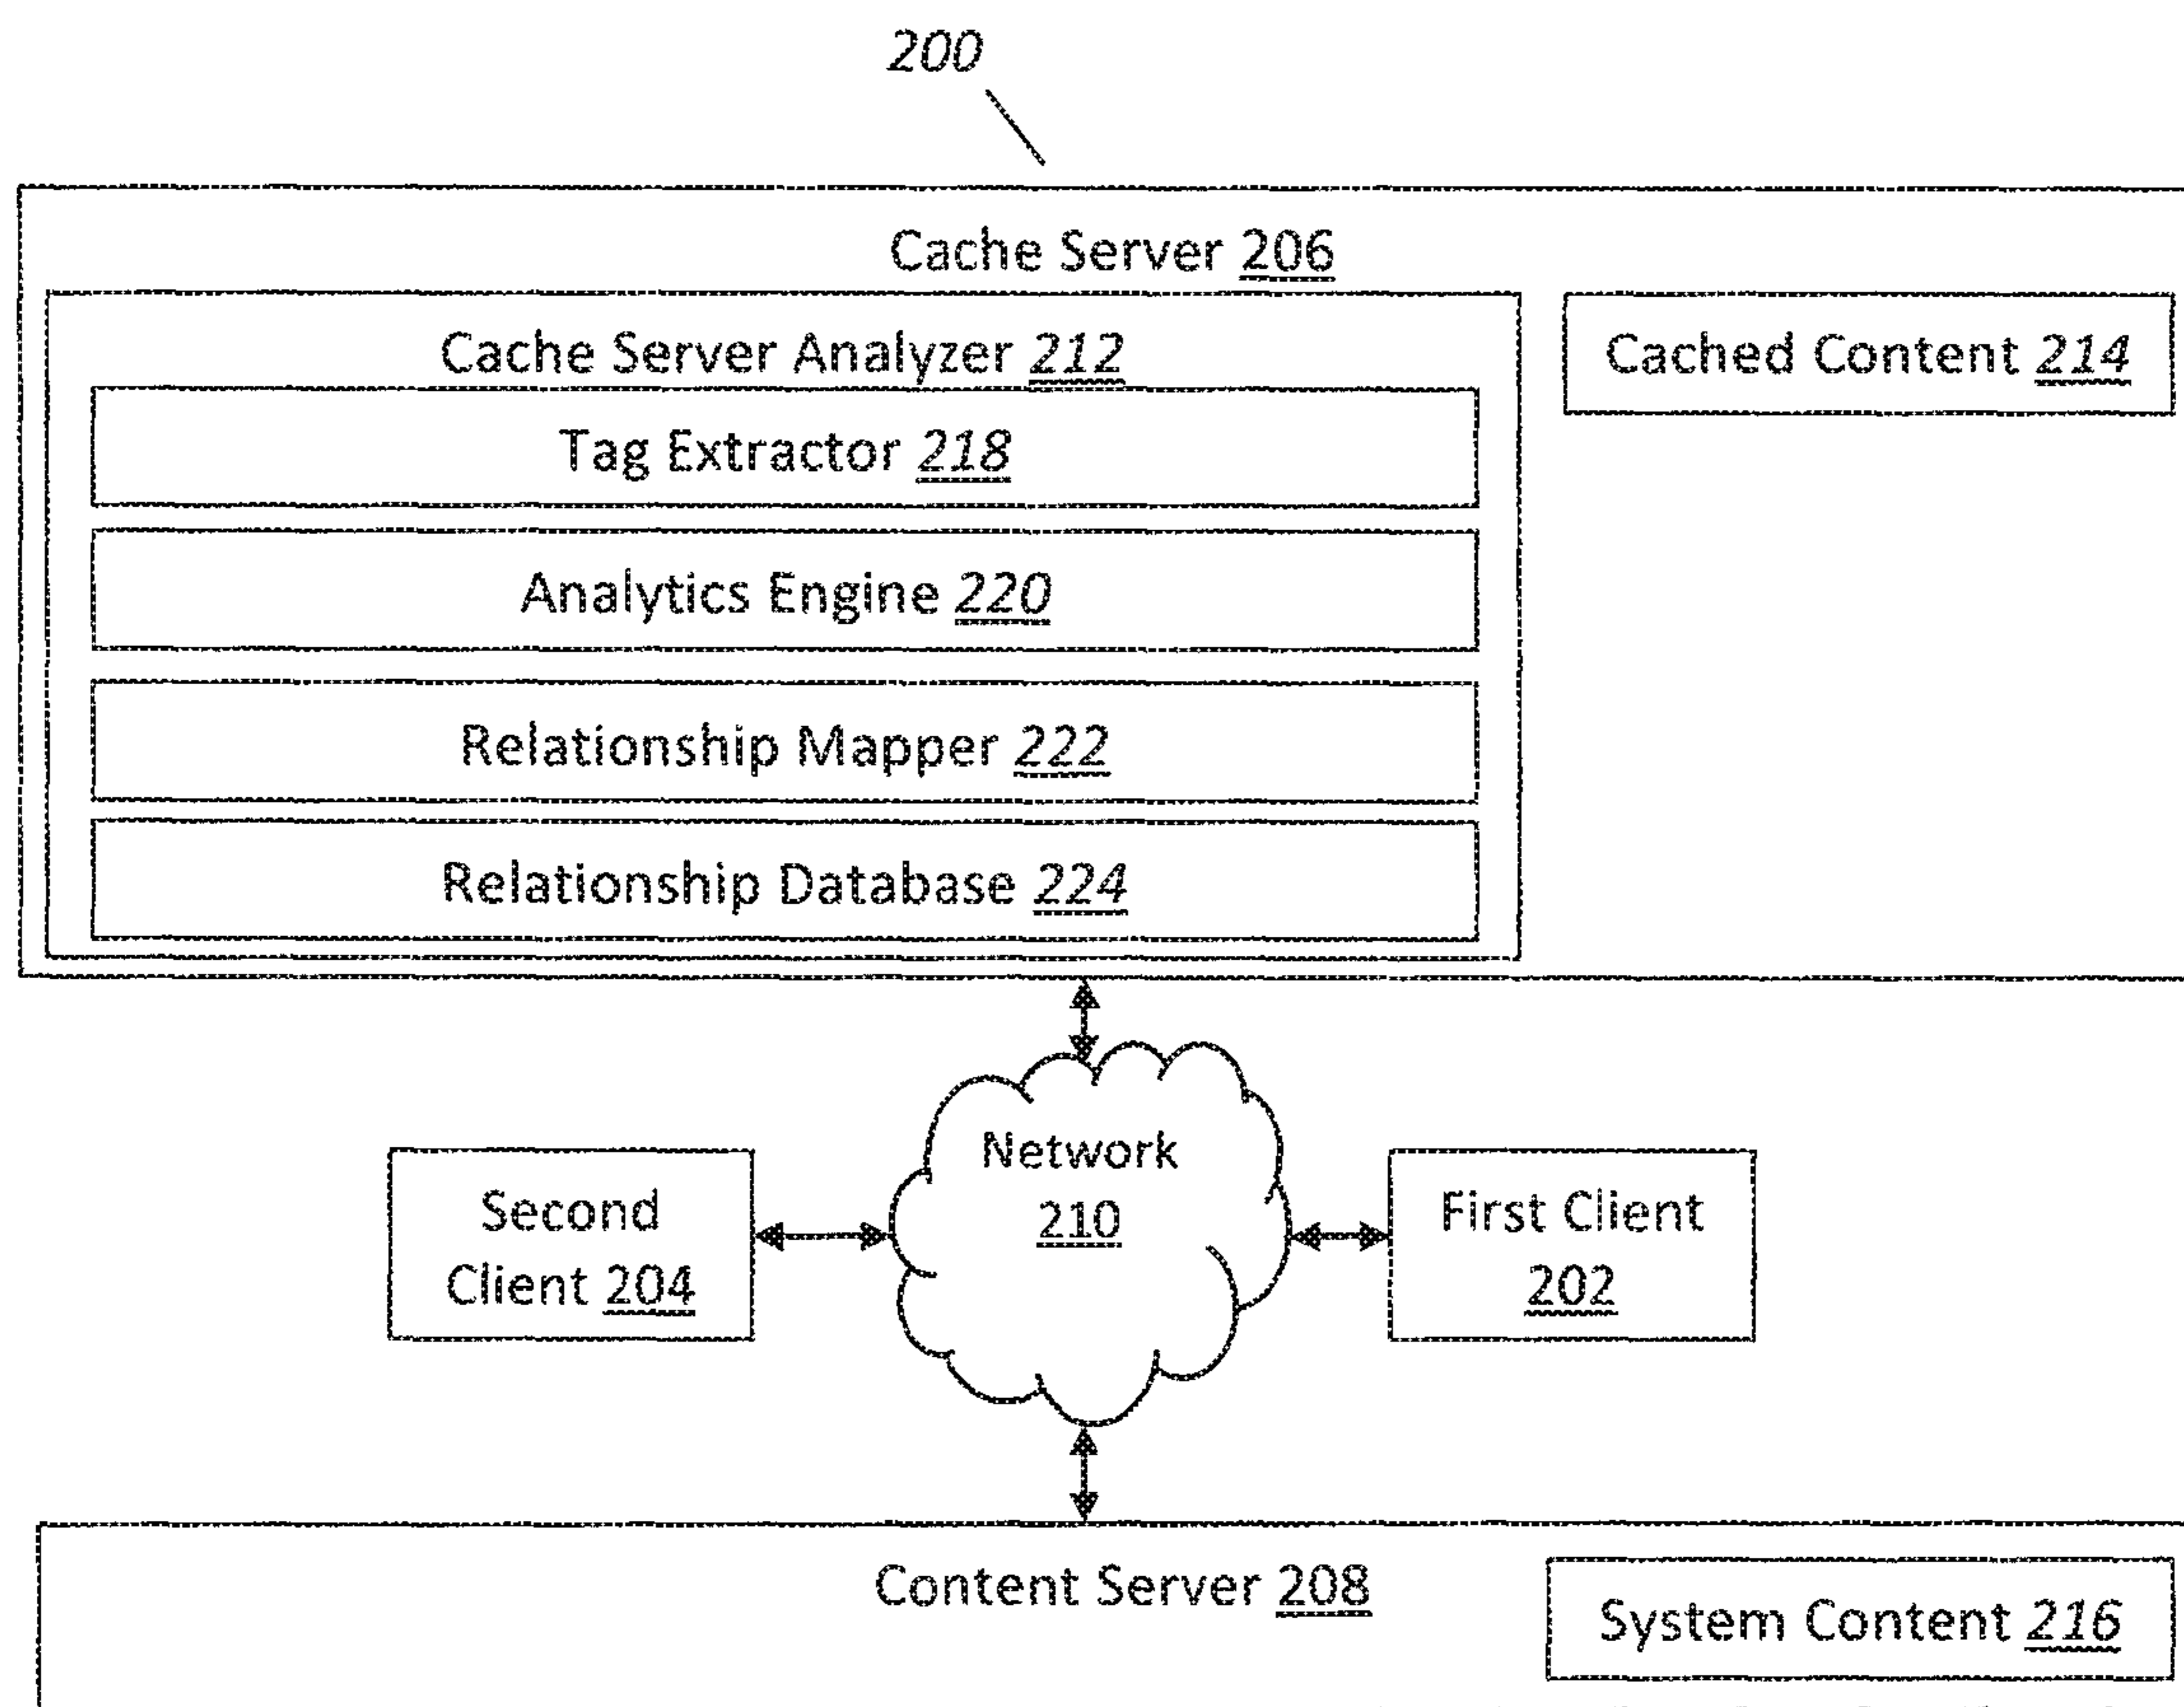 200
Cache Server 206
Cache Server Analyzer 212
Cached Content 214
Tag Extractor 218
Analytics Engine 220
Relationship Mapper 222
Relationship Database 224
Network
210
Second
Client 204
First Client
202
Content Server 208
System Content 216